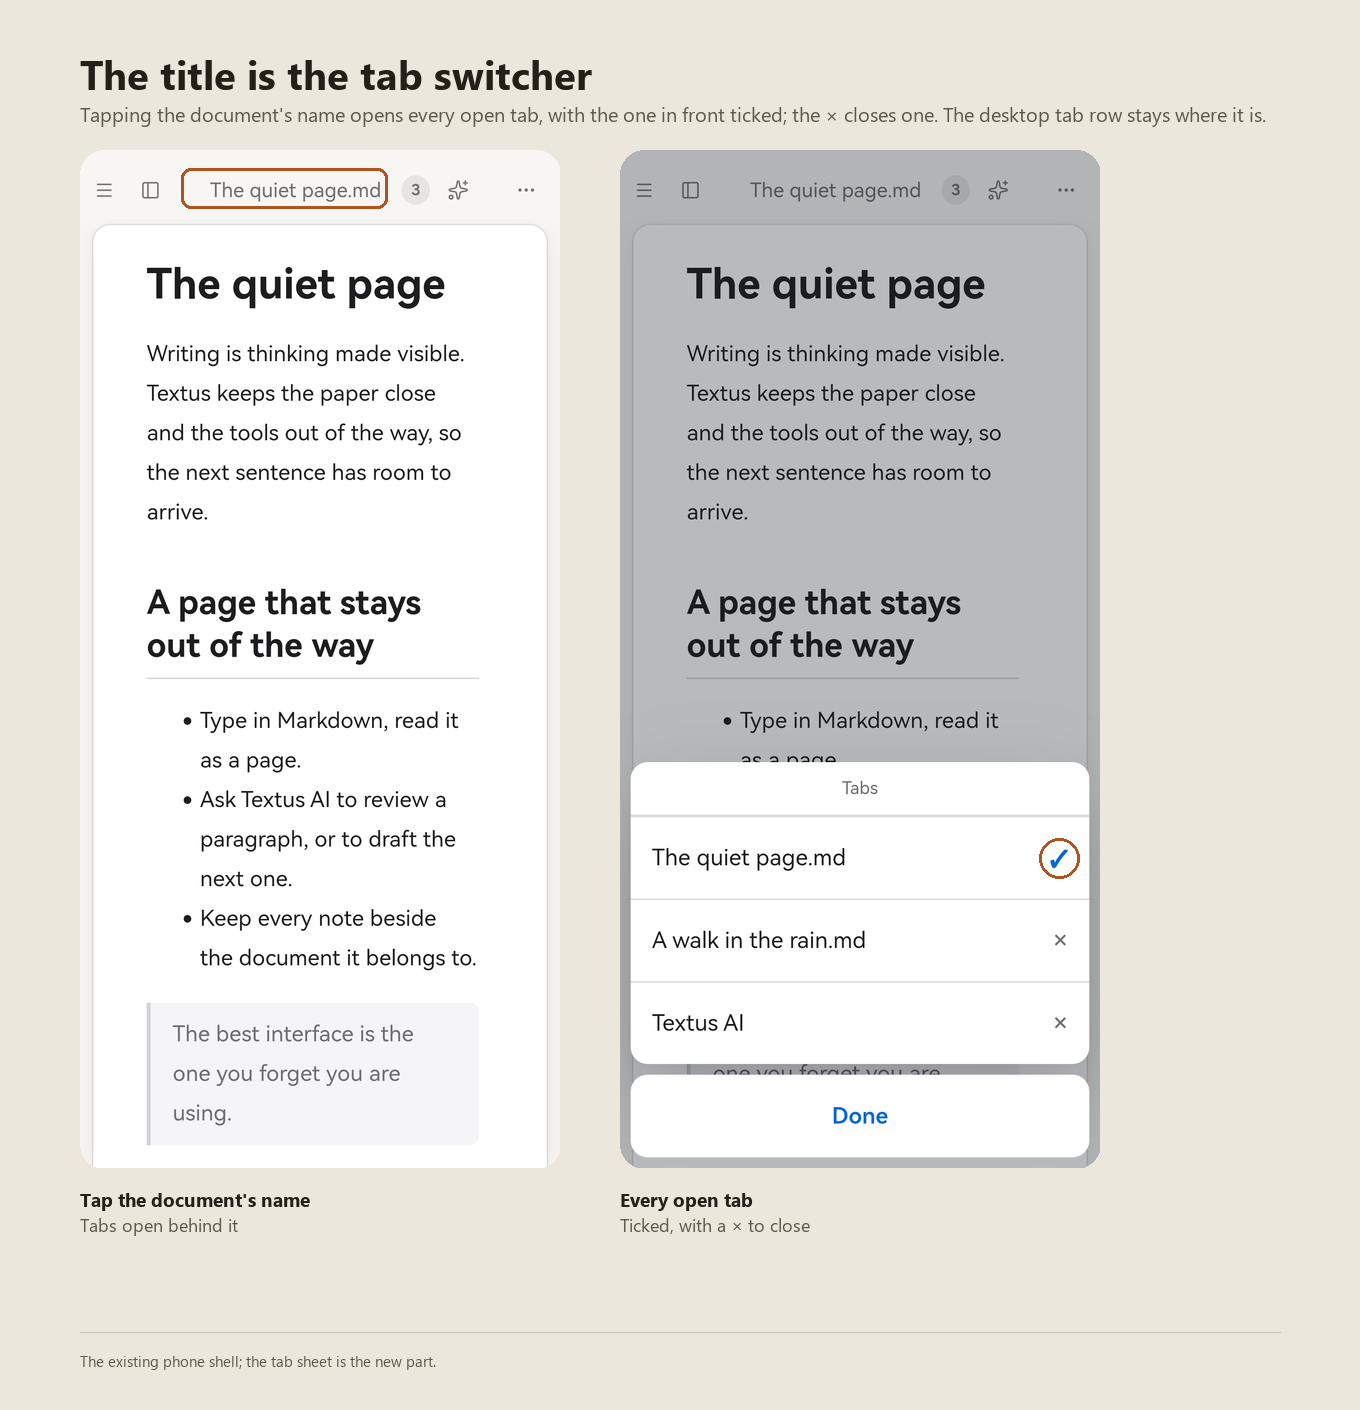 The title is the tab switcher
Tapping the document's name opens every open tab, with the one in front ticked; the × closes one. The desktop tab row stays where it is.
The quiet page.md 3
The quiet page
Writing is thinking made visible.
Textus keeps the paper close
and the tools out of the way, so
the next sentence has room to
arrive.
A page that stays
out of the way
• Type in Markdown, read it
as a page.
• Ask Textus AI to review a
paragraph, or to draft the
next one.
• Keep every note beside
the document it belongs to.
The best interface is the
one you forget you are
using.
Tap the document's name
Tabs open behind it
The quiet page.md 3
The quiet page
Writing is thinking made visible.
Textus keeps the paper close
and the tools out of the way, so
the next sentence has room to
arrive.
A page that stays
out of the way
• Type in Markdown, read it
as a page.
Tabs
The quiet page.md ✓
A walk in the rain.md ×
Textus AI ×
one you forget you are
Done
Every open tab
Ticked, with a × to close
The existing phone shell; the tab sheet is the new part.